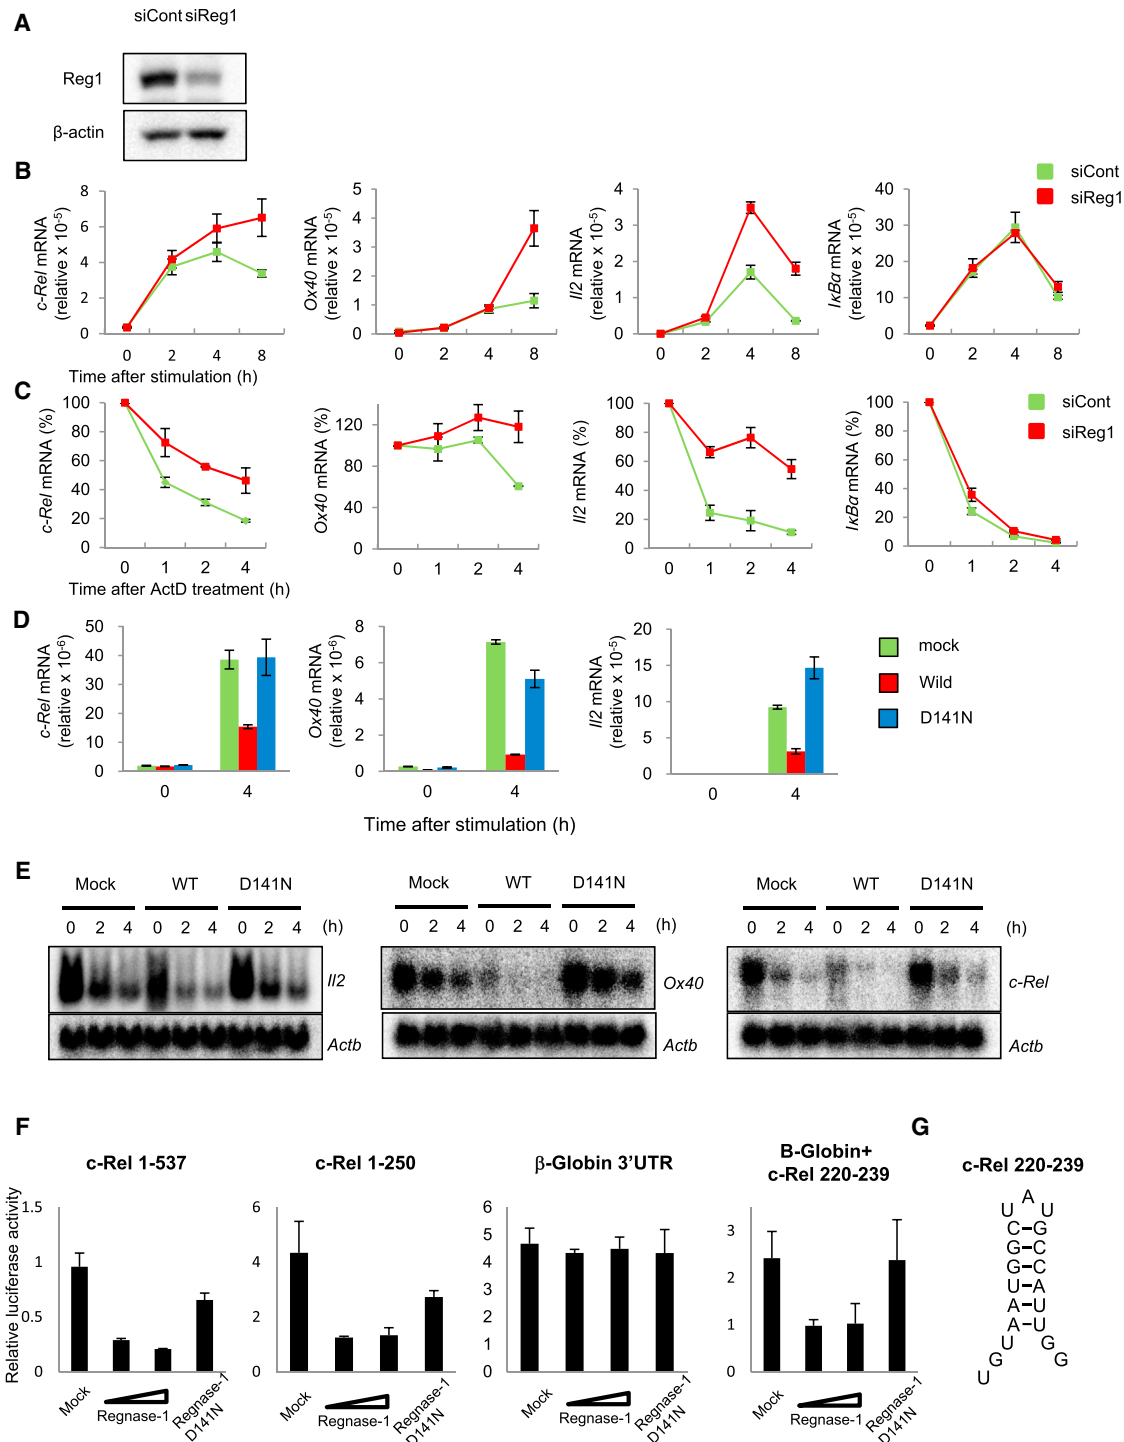 A
siCont siReg1
Reg1
β-actin
B
c-Rel mRNA
(relative x 10-5)
8
6
4
2
0
0 2 4 8
Time after stimulation (h)
Ox40 mRNA
(relative x 10-5)
5
4
3
2
1
0
0 2 4 8
Il2 mRNA
(relative x 10-5)
4
3
2
1
0
0 2 4 8
IκBα mRNA
(relative x 10-5)
40
30
20
10
0
0 2 4 8
siCont
siReg1
C
c-Rel mRNA (%)
100
80
60
40
20
0
0 1 2 4
Time after ActD treatment (h)
Ox40 mRNA (%)
120
80
40
0
0 1 2 4
Il2 mRNA (%)
100
80
60
40
20
0
0 1 2 4
IκBα mRNA (%)
100
80
60
40
20
0
0 1 2 4
siCont
siReg1
D
c-Rel mRNA
(relative x 10-6)
50
40
30
20
10
0
0 4
Ox40 mRNA
(relative x 10-6)
8
6
4
2
0
0 4
Il2 mRNA
(relative x 10-5)
20
15
10
5
0
0 4
mock
Wild
D141N
Time after stimulation (h)
E
Mock WT D141N
0 2 4 0 2 4 0 2 4 (h)
Il2
Actb
Mock WT D141N
0 2 4 0 2 4 0 2 4 (h)
Ox40
Actb
Mock WT D141N
0 2 4 0 2 4 0 2 4 (h)
c-Rel
Actb
F
Relative luciferase activity
c-Rel 1-537
1.5
1
0.5
0
Mock
Regnase-1
Regnase-1
D141N
c-Rel 1-250
6
4
2
0
Mock
Regnase-1
Regnase-1
D141N
β-Globin 3'UTR
6
5
4
3
2
1
0
Mock
Regnase-1
Regnase-1
D141N
B-Globin+
c-Rel 220-239
3
2
1
0
Mock
Regnase-1
Regnase-1
D141N
G
c-Rel 220-239
A
U U
C-G
G-C
G-C
U-A
A-U
A-U
U G
G G
U